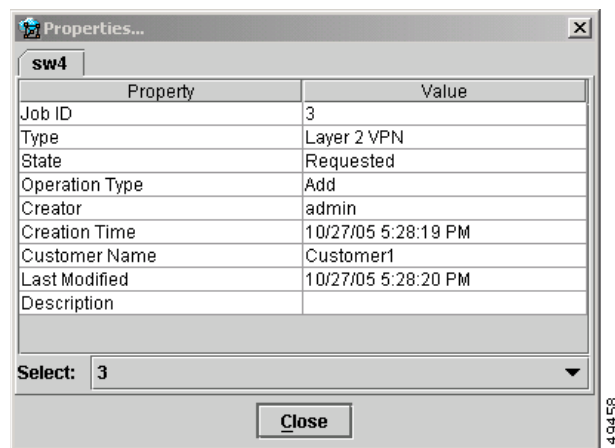 Properties...
sw4
Property Value
Job ID 3
Type Layer 2 VPN
State Requested
Operation Type Add
Creator admin
Creation Time 10/27/05 5:28:19 PM
Customer Name Customer1
Last Modified 10/27/05 5:28:20 PM
Description
Select: 3
Close